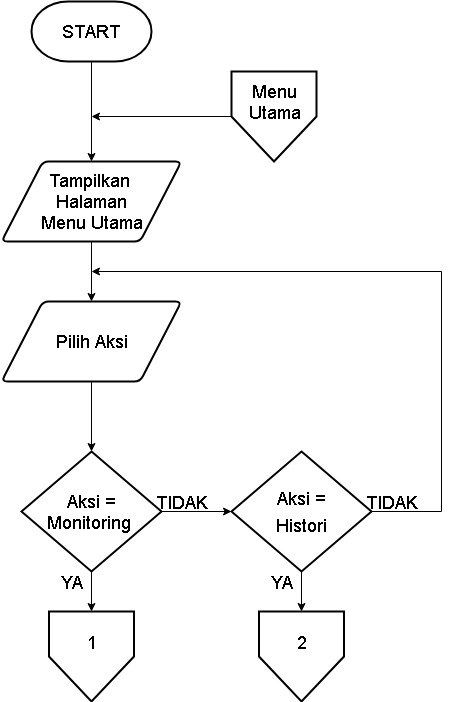 START
Menu
Utama
Tampilkan
Halaman
Menu Utama
Pilih Aksi
Aksi =
Monitoring
TIDAK
Aksi =
Histori
TIDAK
YA
YA
1
2